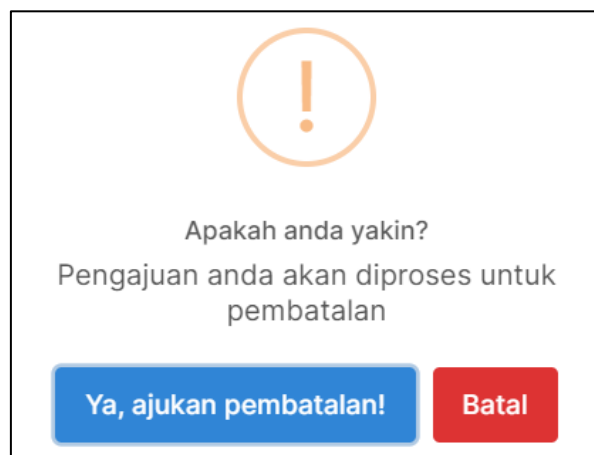 Apakah anda yakin?
Pengajuan anda akan diproses untuk
pembatalan
Ya, ajukan pembatalan!
Batal